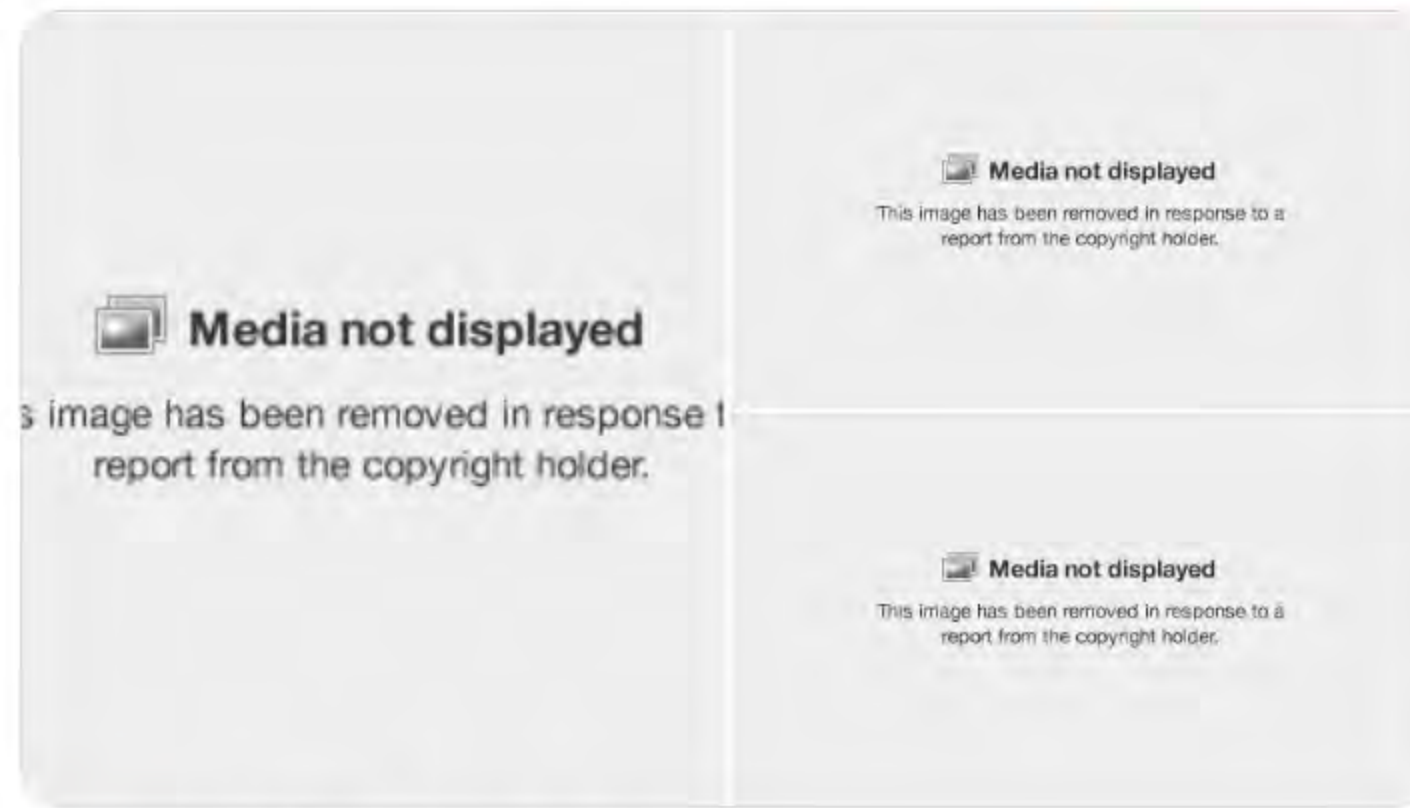 Media not displayed
s image has been removed in response t
report from the copyright holder.
Media not displayed
This image has been removed in response to a
report from the copyright holder.
Media not displayed
This image has been removed in response to a
report from the copyright holder.